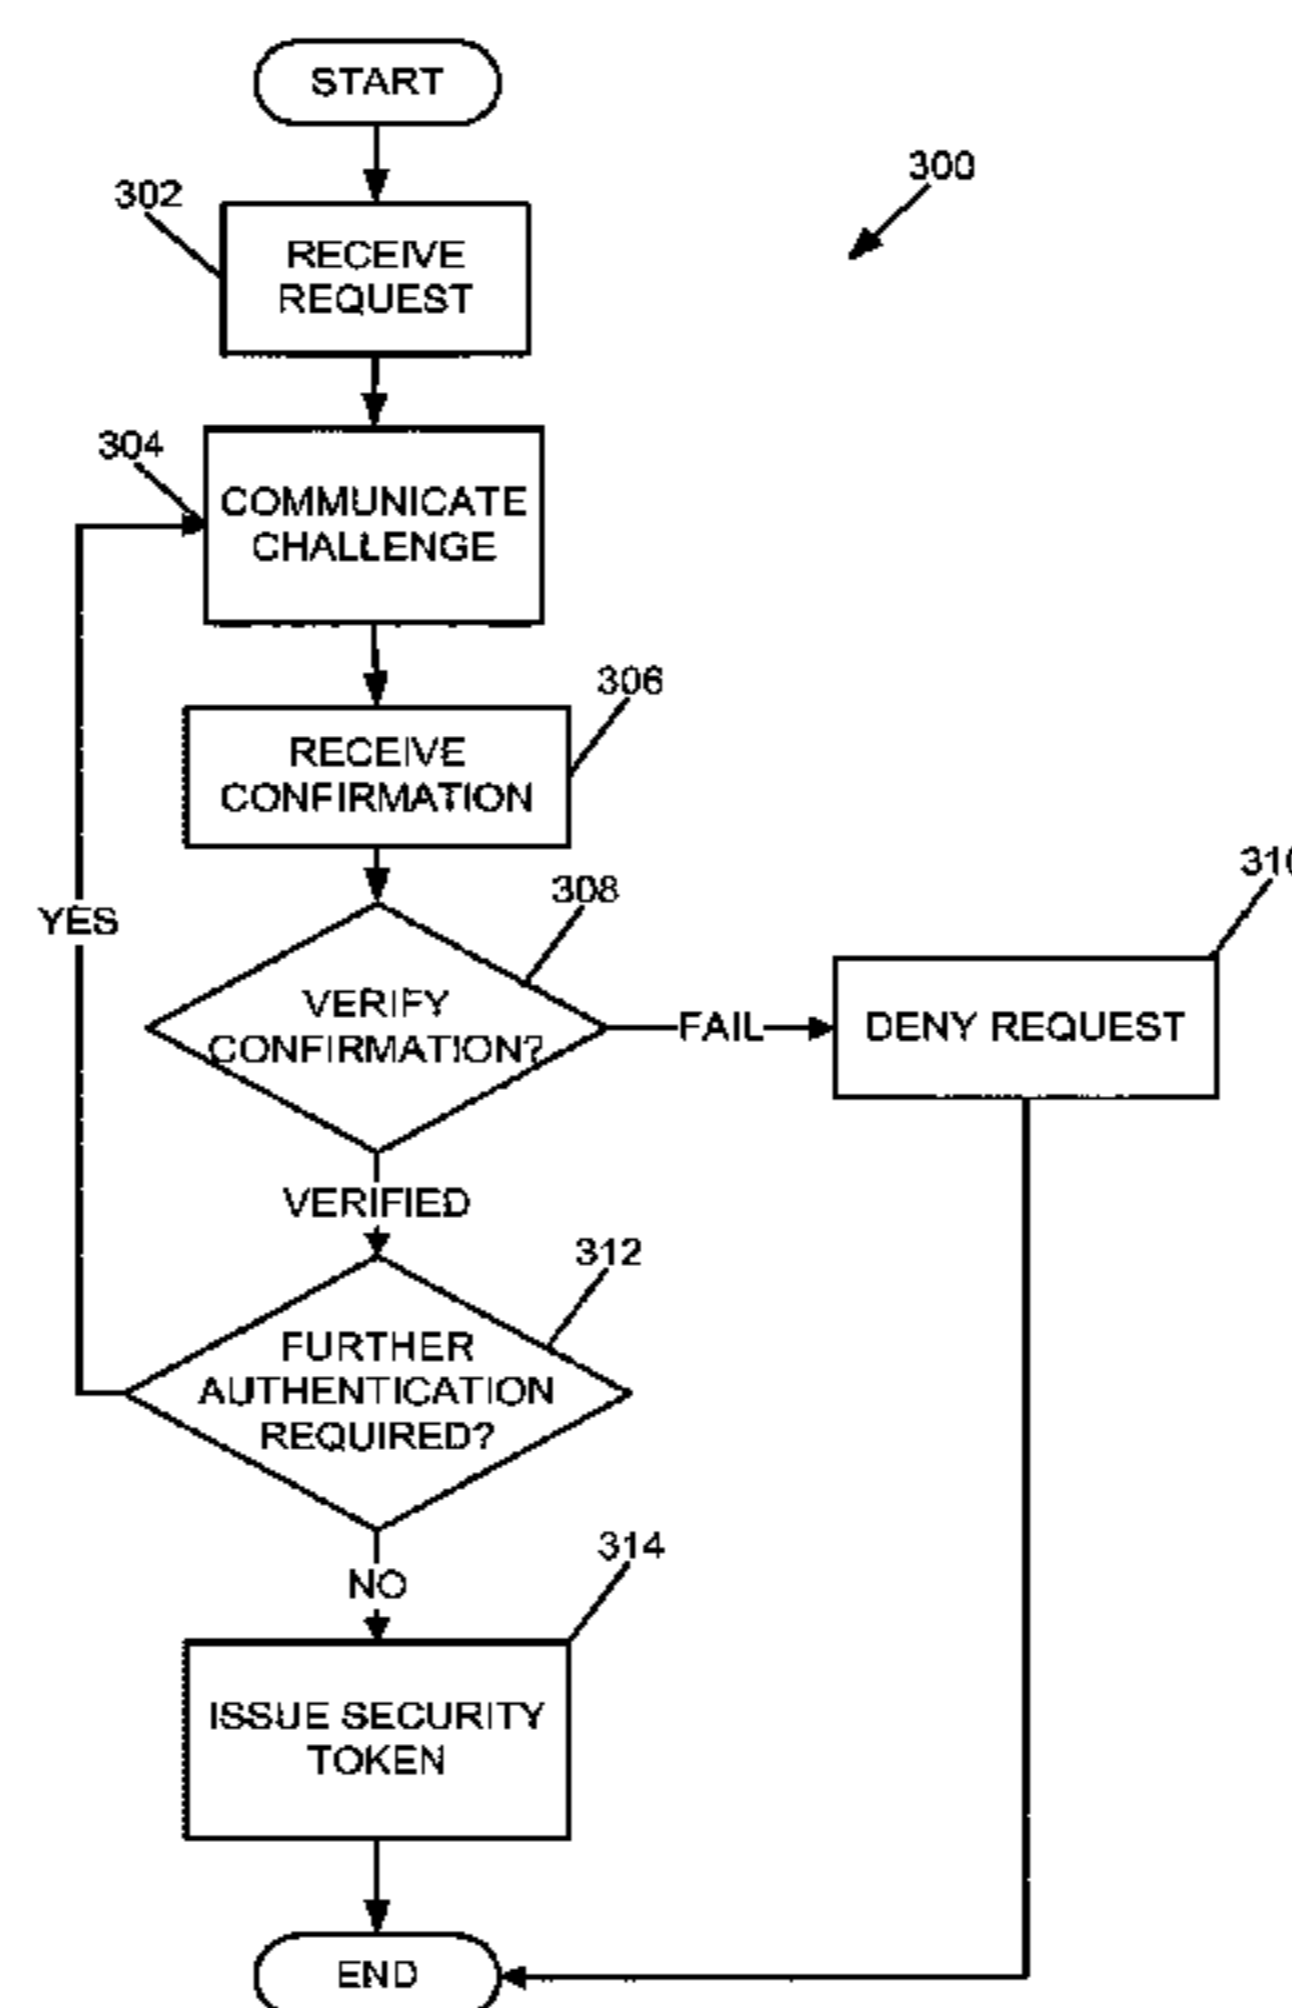 START
300
302
RECEIVE
REQUEST
304
COMMUNICATE
CHALLENGE
306
RECEIVE
CONFIRMATION
YES
308
310
VERIFY
CONFIRMATION?
FAIL
DENY REQUEST
VERIFIED
312
FURTHER
AUTHENTICATION
REQUIRED?
NO
314
ISSUE SECURITY
TOKEN
END